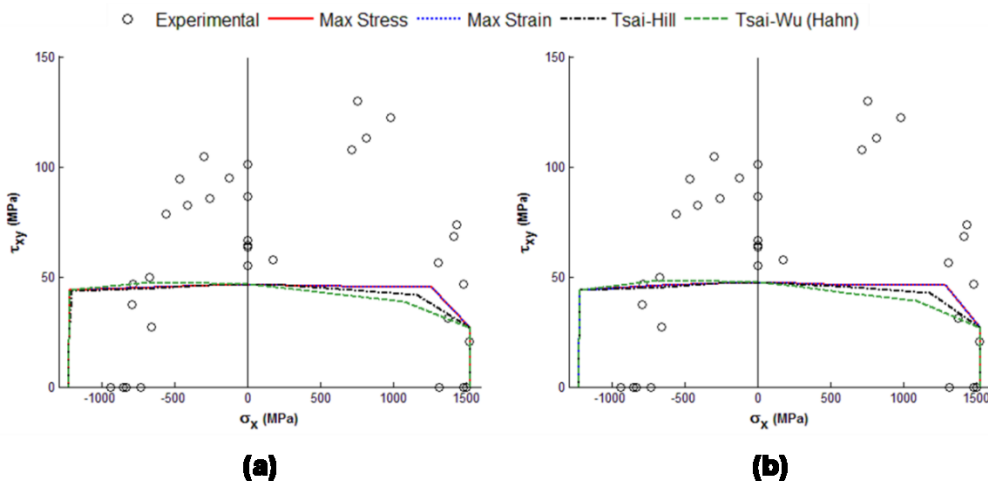 Experimental Max Stress Max Strain Tsai-Hill Tsai-Wu (Hahn)
150
100
50
0
τxy (MPa)
-1000 -500 0 500 1000 1500
σx (MPa)
(a)
150
100
50
0
τxy (MPa)
-1000 -500 0 500 1000 1500
σx (MPa)
(b)